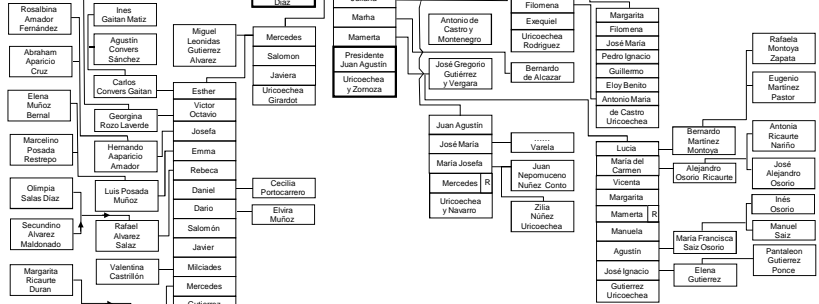 Rosalbina
Amador
Fernández
Abraham
Aparicio
Cruz
Elena
Muñoz
Bernal
Marcelino
Posada
Restrepo
Olimpia
Salas Díaz
Secundino
Alvarez
Maldonado
Margarita
Ricaurte
Duran
Ines
Gaitan Matiz
Agustín
Convers
Sánchez
Carlos
Convers Gaitan
Georgina
Rozo Laverde
Hernando
Aaparicio
Amador
Luis Posada
Muñoz
Rafael
Alvarez
Salaz
Valentina
Castrillón
Miguel
Leonidas
Gutierrez
Alvarez
Esther
Victor
Octavio
Josefa
Emma
Rebeca
Daniel
Dario
Salomón
Javier
Milciades
Mercedes
Gutierrez
Diaz
Mercedes
Salomon
Javiera
Uricoechea
Girardot
Cecilia
Portocarrero
Elvira
Muñoz
Marha
Mamerta
Presidente
Juan Agustín
Uricoechea
y Zornoza
Antonio de
Castro y
Montenegro
José Gregorio
Gutiérrez
y Vergara
Juan Agustín
José María
María Josefa
Mercedes R
Uricoechea
y Navarro
Filomena
Exequiel
Uricoechea
Rodriguez
Bernardo
de Alcazar
......
Varela
Juan
Nepomuceno
Nuñez Conto
Zilia
Núñez
Uricoechea
Margarita
Filomena
José María
Pedro Ignacio
Guillermo
Eloy Benito
Antonio Maria
de Castro
Uricoechea
Lucia
María del
Carmen
Vicenta
Margarita
Mamerta R
Manuela
Agustín
José Ignacio
Gutierrez
Uricoechea
Bernardo
Martínez
Montoya
Alejandro
Osorio Ricaurte
María Francisca
Saiz Osorio
Elena
Gutierrez
Rafaela
Montoya
Zapata
Eugenio
Martínez
Pastor
Antonia
Ricaurte
Nariño
José
Alejandro
Osorio
Inés
Osorio
Manuel
Saiz
Pantaleon
Gutierrez
Ponce